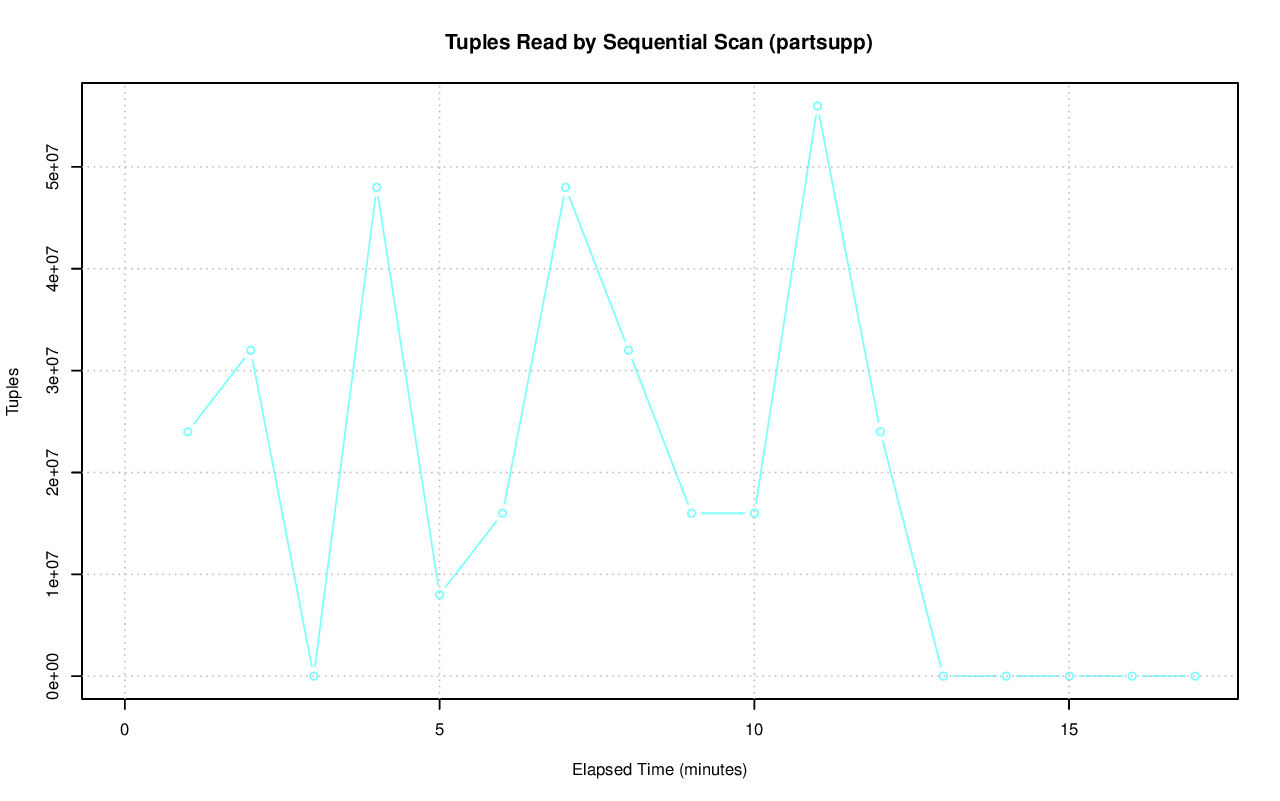 Tuples Read by Sequential Scan (partsupp)
Tuples
5e+07
4e+07
3e+07
2e+07
1e+07
0e+00
0 5 10 15
Elapsed Time (minutes)